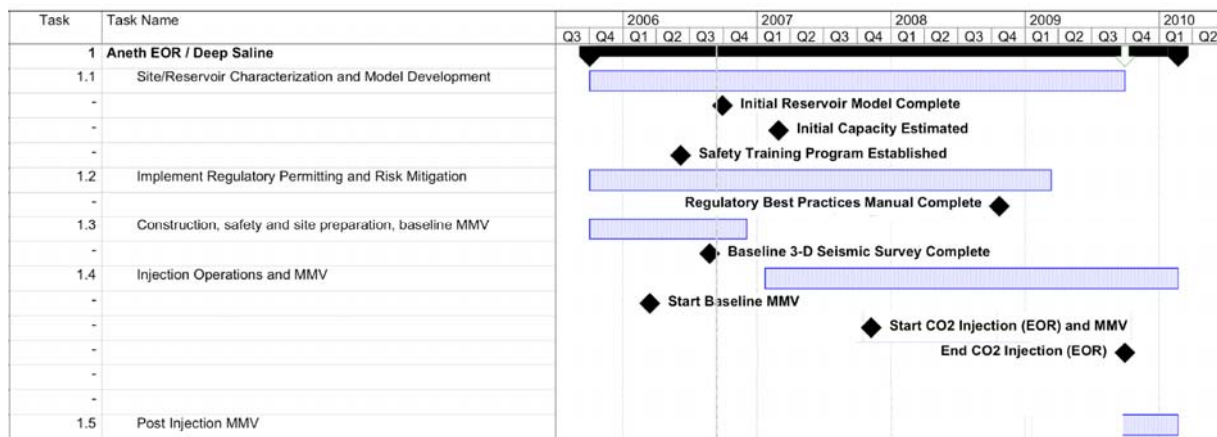 Task Task Name 2006 2007 2008 2009 2010
Q3 Q4 Q1 Q2 Q3 Q4 Q1 Q2 Q3 Q4 Q1 Q2 Q3 Q4 Q1 Q2 Q3 Q4 Q1 Q2
1 Aneth EOR / Deep Saline
1.1 Site/Reservoir Characterization and Model Development
- Initial Reservoir Model Complete
- Initial Capacity Estimated
- Safety Training Program Established
1.2 Implement Regulatory Permitting and Risk Mitigation
- Regulatory Best Practices Manual Complete
1.3 Construction, safety and site preparation, baseline MMV
- Baseline 3-D Seismic Survey Complete
1.4 Injection Operations and MMV
- Start Baseline MMV
- Start CO2 Injection (EOR) and MMV
- End CO2 Injection (EOR)
-
-
1.5 Post Injection MMV